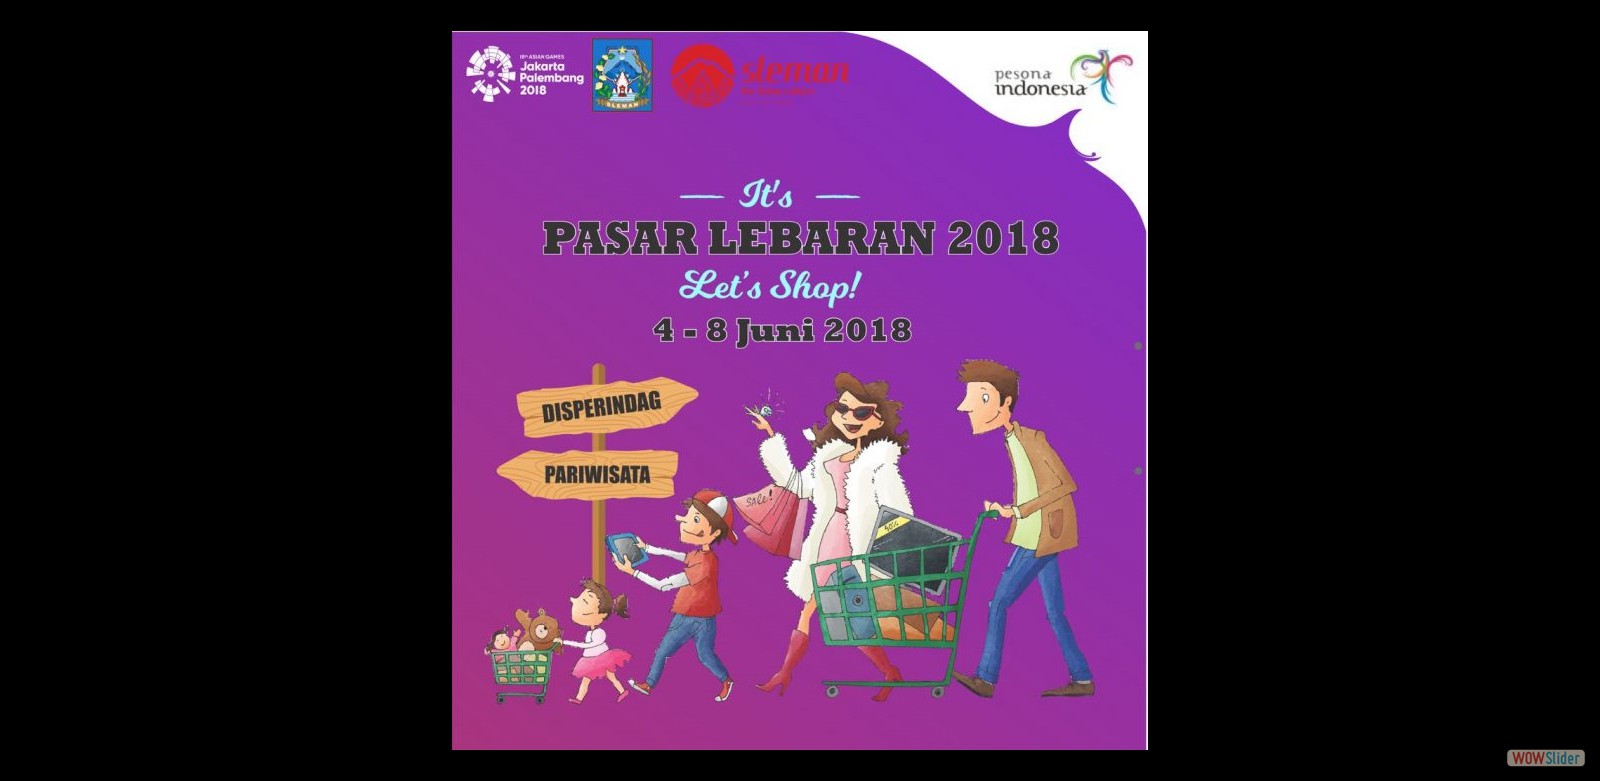 18th ASIAN GAMES
Jakarta
Palembang
2018
SLEMAN
sleman
pesona
indonesia
It's
PASAR LEBARAN 2018
Let's Shop!
4 - 8 Juni 2018
DISPERINDAG
PARIWISATA
SALE!
50%
WOWSlider